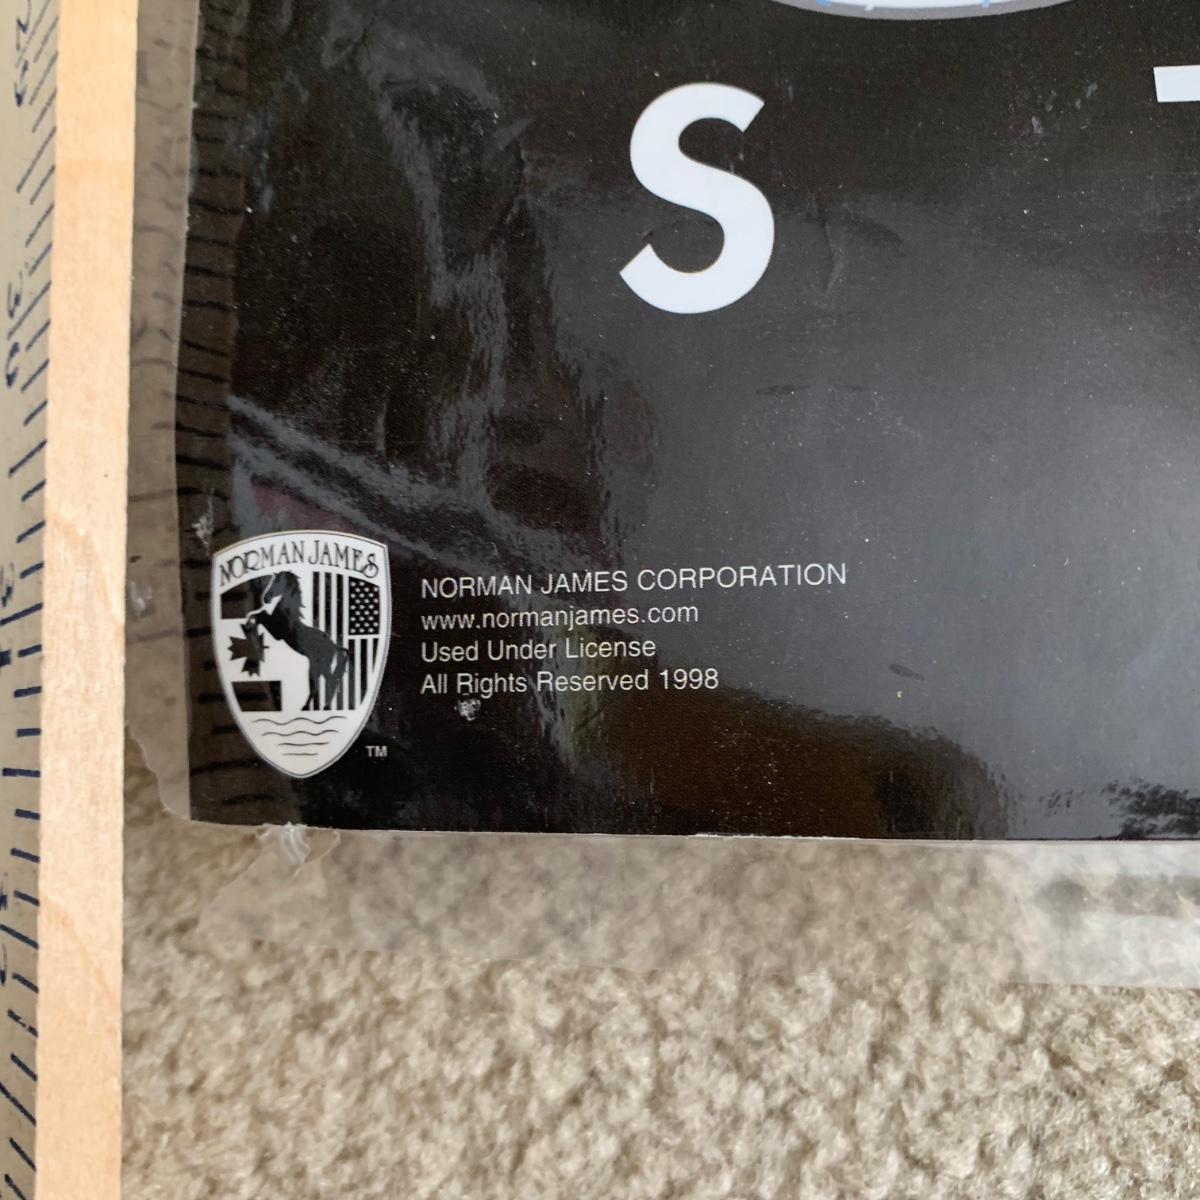 S T
NORMAN JAMES
NORMAN JAMES CORPORATION
www.normanjames.com
Used Under License
All Rights Reserved 1998
TM